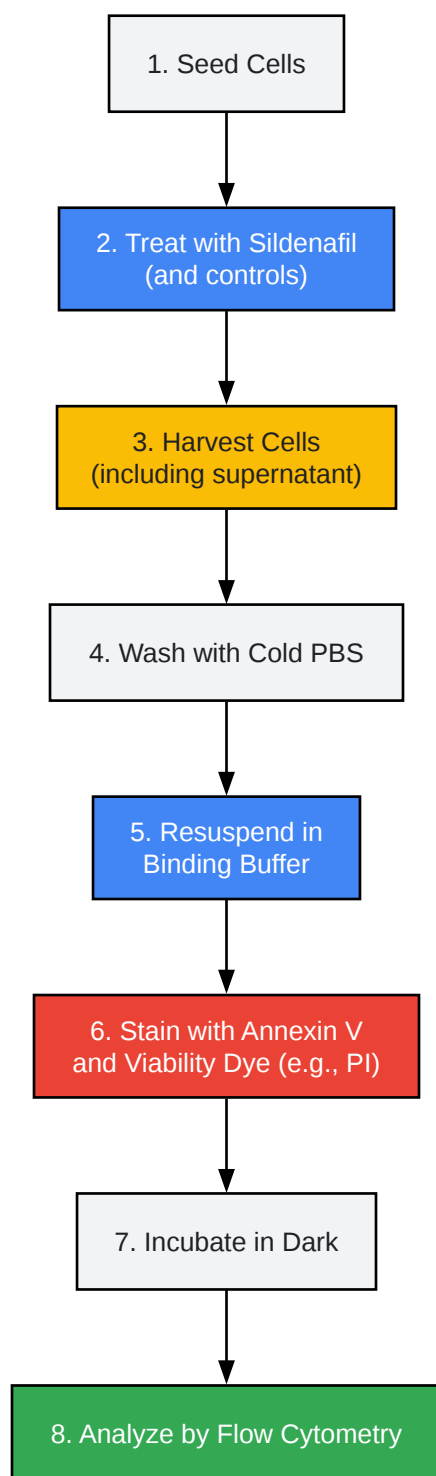 1. Seed Cells
2. Treat with Sildenafil
(and controls)
3. Harvest Cells
(including supernatant)
4. Wash with Cold PBS
5. Resuspend in
Binding Buffer
6. Stain with Annexin V
and Viability Dye (e.g., PI)
7. Incubate in Dark
8. Analyze by Flow Cytometry